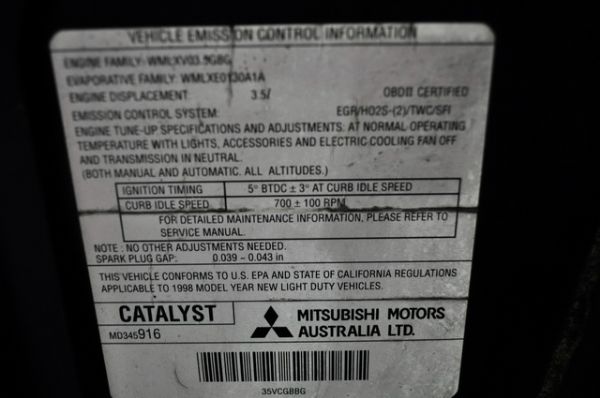 VEHICLE EMISSION CONTROL INFORMATION
ENGINE FAMILY:
EVAPORATIVE FAMILY: WMLXE0130A1A
ENGINE DISPLACEMENT: 3.5ℓ OBDII CERTIFIED
EMISSION CONTROL SYSTEM: EGR/HO2S-(2)/TWC/SFI
ENGINE TUNE-UP SPECIFICATIONS AND ADJUSTMENTS: AT NORMAL OPERATING
TEMPERATURE WITH LIGHTS, ACCESSORIES AND ELECTRIC COOLING FAN OFF
AND TRANSMISSION IN NEUTRAL.
(BOTH MANUAL AND AUTOMATIC. ALL ALTITUDES.)
IGNITION TIMING 5° BTDC ± 3° AT CURB IDLE SPEED
CURB IDLE SPEED 700 ± 100 RPM
FOR DETAILED MAINTENANCE INFORMATION, PLEASE REFER TO
SERVICE MANUAL.
NOTE : NO OTHER ADJUSTMENTS NEEDED.
SPARK PLUG GAP: 0.039 – 0.043 in
THIS VEHICLE CONFORMS TO U.S. EPA AND STATE OF CALIFORNIA REGULATIONS
APPLICABLE TO 1998 MODEL YEAR NEW LIGHT DUTY VEHICLES.
CATALYST
MD345916
MITSUBISHI MOTORS
AUSTRALIA LTD.
35VCGBBG